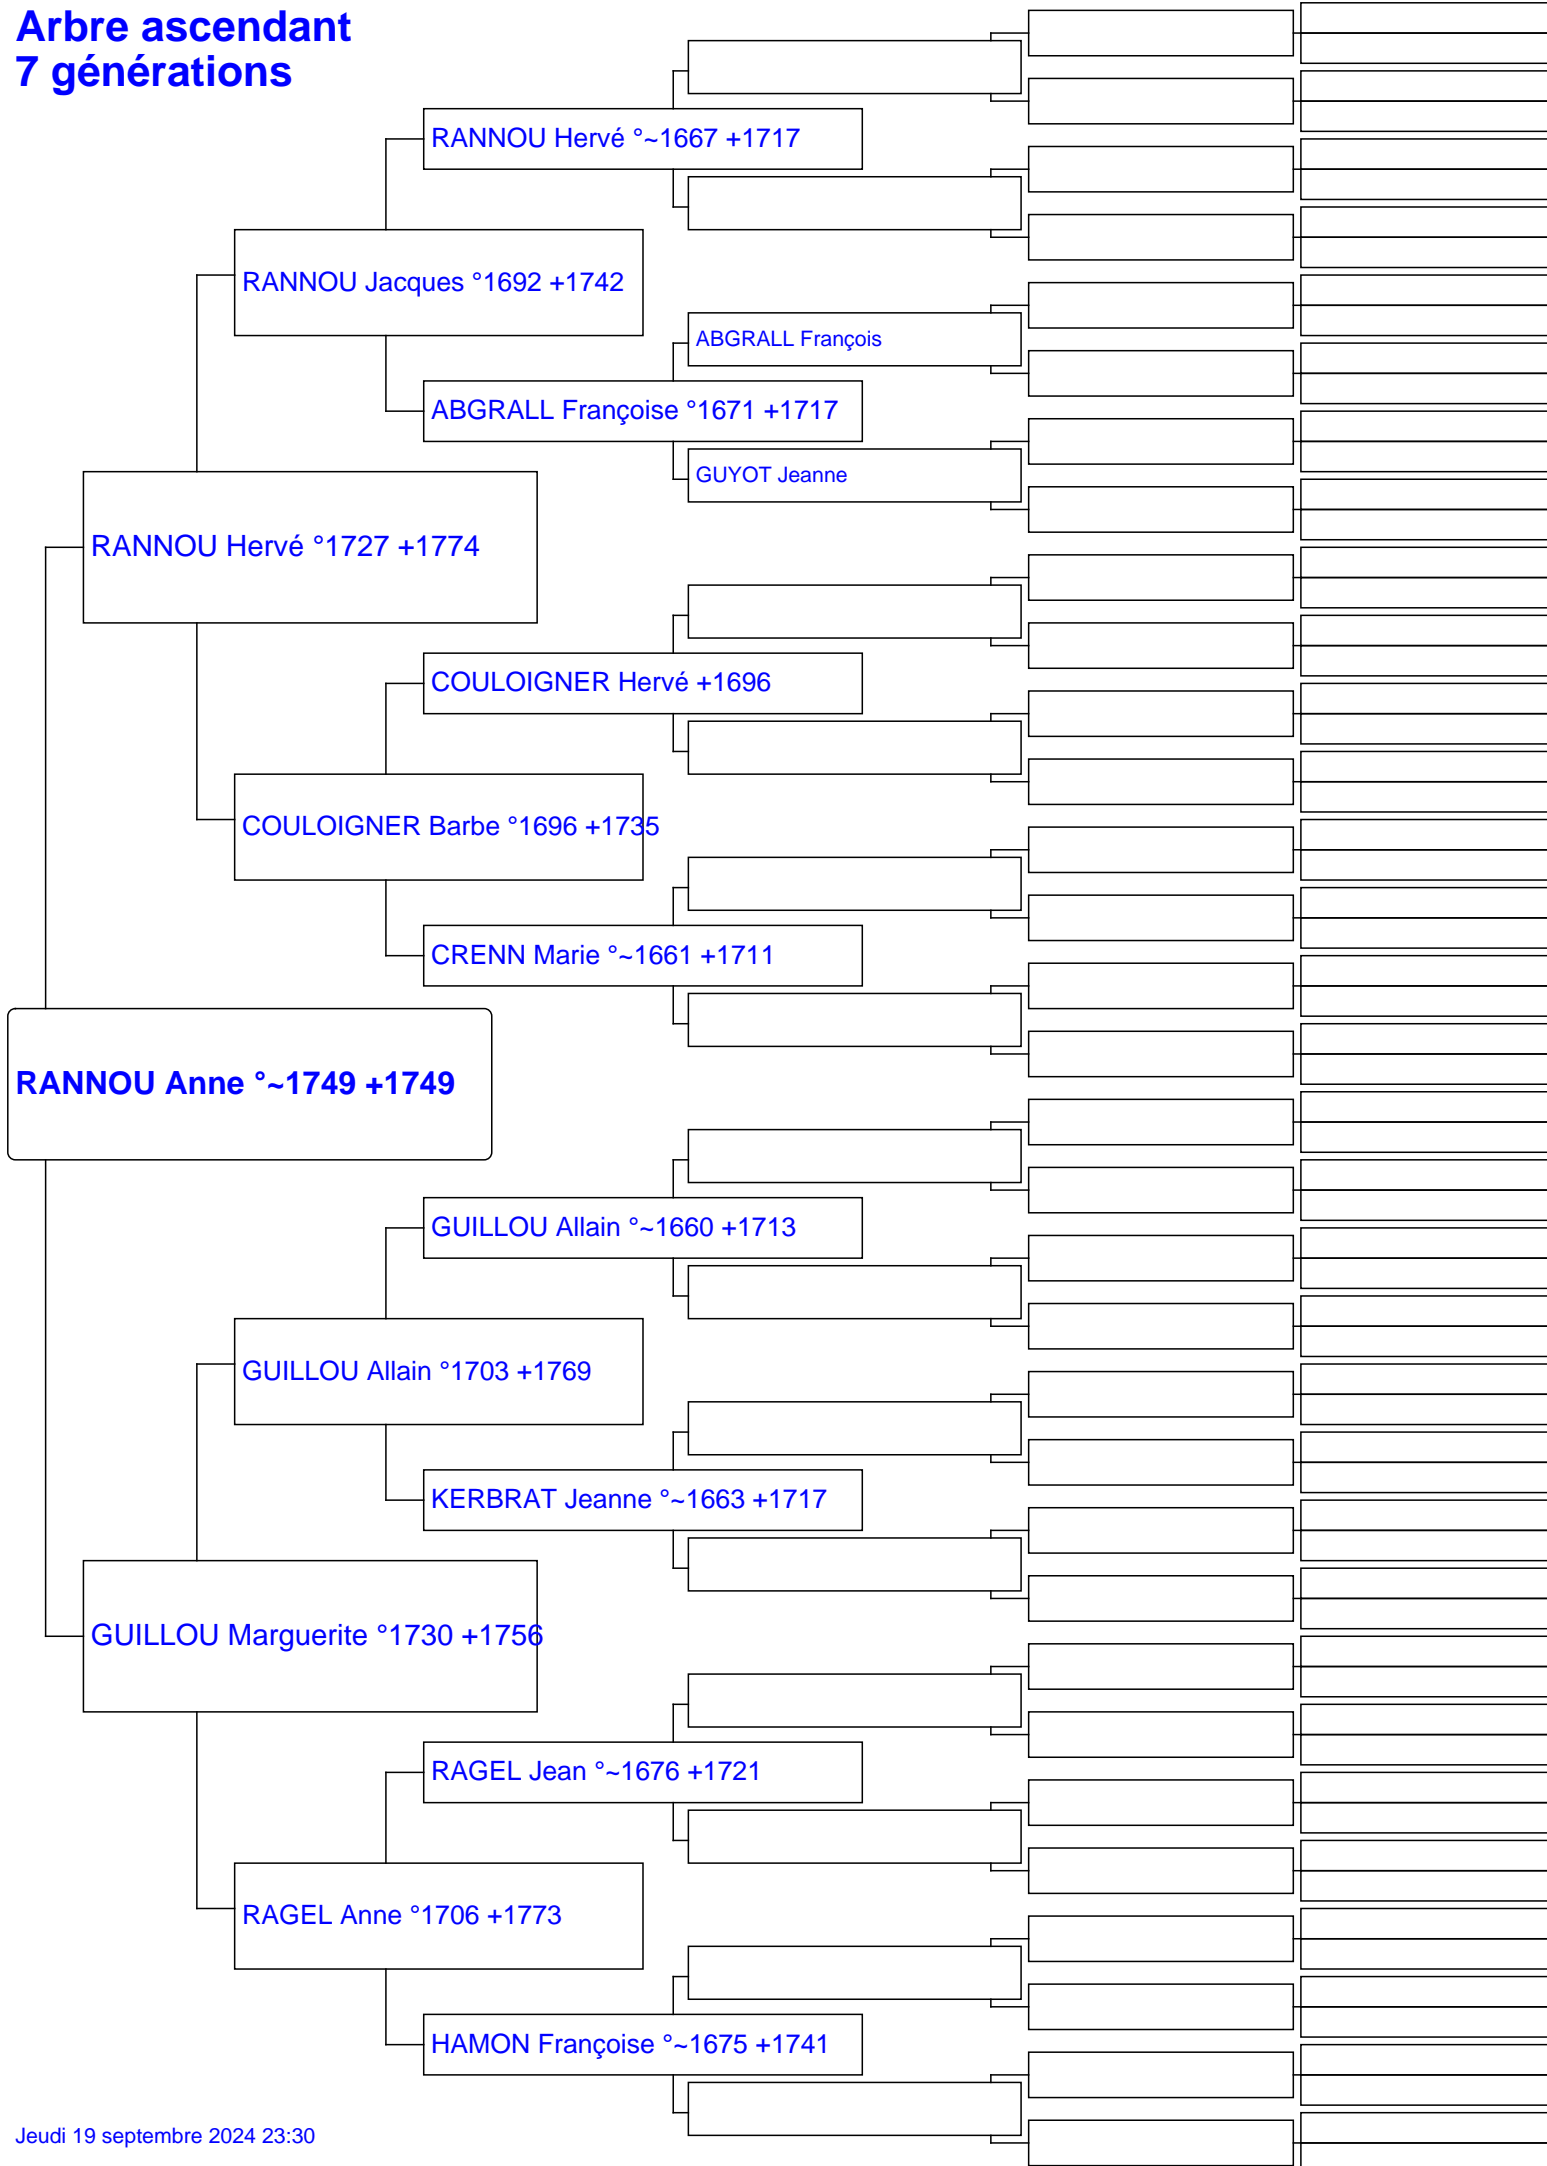 Arbre ascendant
7 générations
RANNOU Hervé °~1667 +1717
RANNOU Jacques °1692 +1742
ABGRALL François
ABGRALL Françoise °1671 +1717
GUYOT Jeanne
RANNOU Hervé °1727 +1774
COULOIGNER Hervé +1696
COULOIGNER Barbe °1696 +1735
CRENN Marie °~1661 +1711
RANNOU Anne °~1749 +1749
GUILLOU Allain °~1660 +1713
GUILLOU Allain °1703 +1769
KERBRAT Jeanne °~1663 +1717
GUILLOU Marguerite °1730 +1756
RAGEL Jean °~1676 +1721
RAGEL Anne °1706 +1773
HAMON Françoise °~1675 +1741
Jeudi 19 septembre 2024 23:30